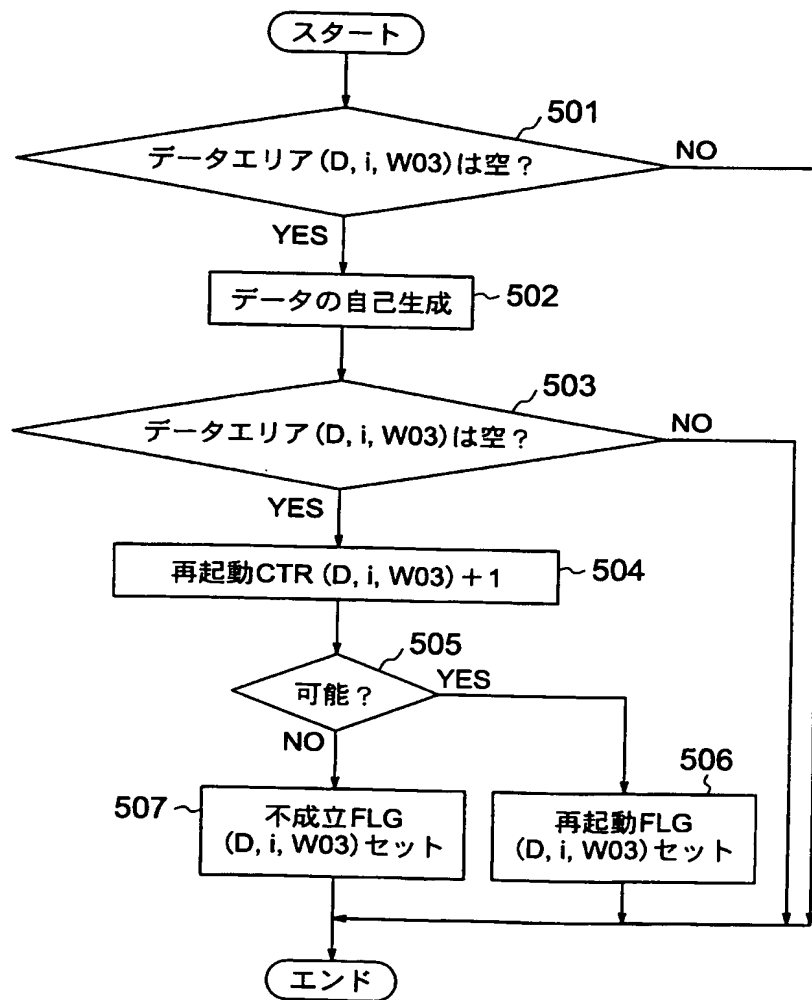 スタート
501
データエリア(D, i, W03)は空?
NO
YES
データの自己生成
502
503
データエリア(D, i, W03)は空?
NO
YES
再起動CTR (D, i, W03)+1
504
505
可能?
YES
NO
506
507
不成立FLG
(D, i, W03)セット
再起動FLG
(D, i, W03)セット
エンド